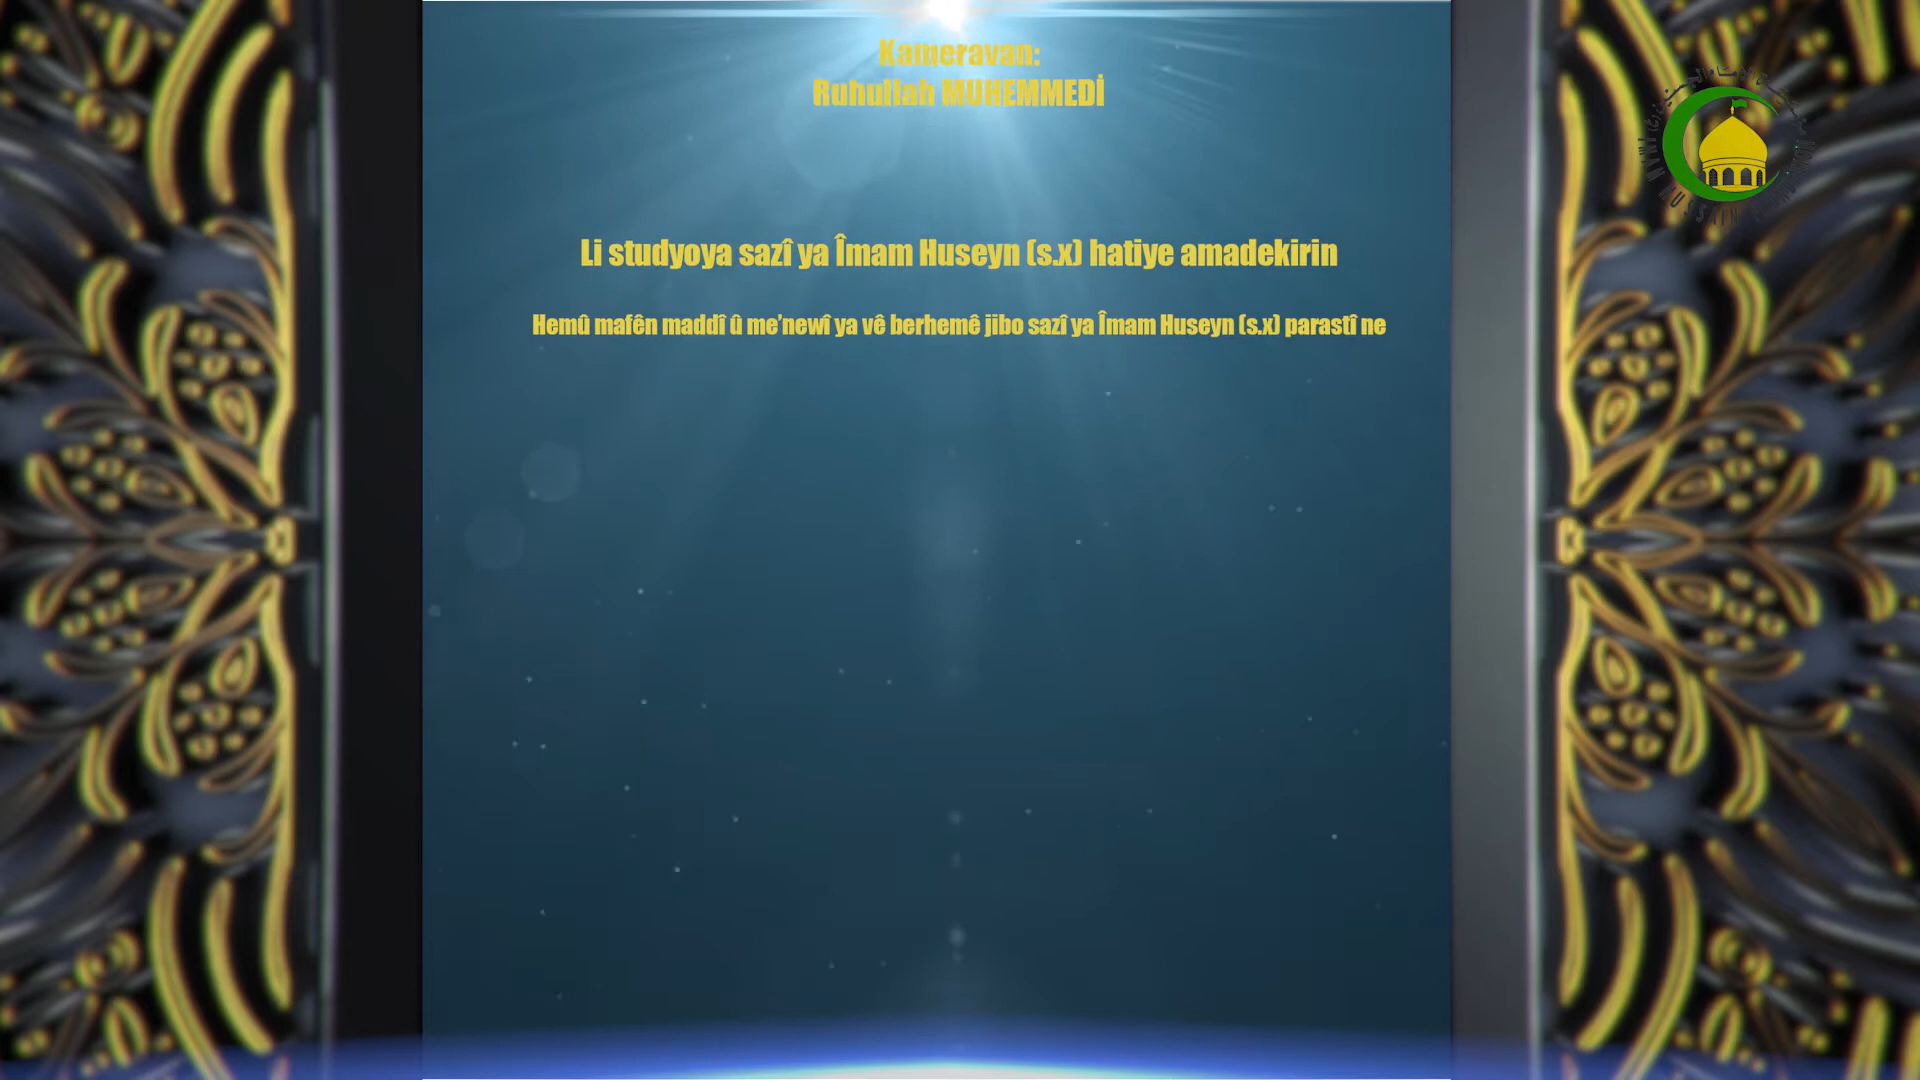 Kameravan:
Ruhullah MUHEMMEDİ
Li studyoya sazî ya Îmam Huseyn (s.x) hatiye amadekirin
Hemû mafên maddî û me'newî ya vê berhemê jibo sazî ya Îmam Huseyn (s.x) parastî ne